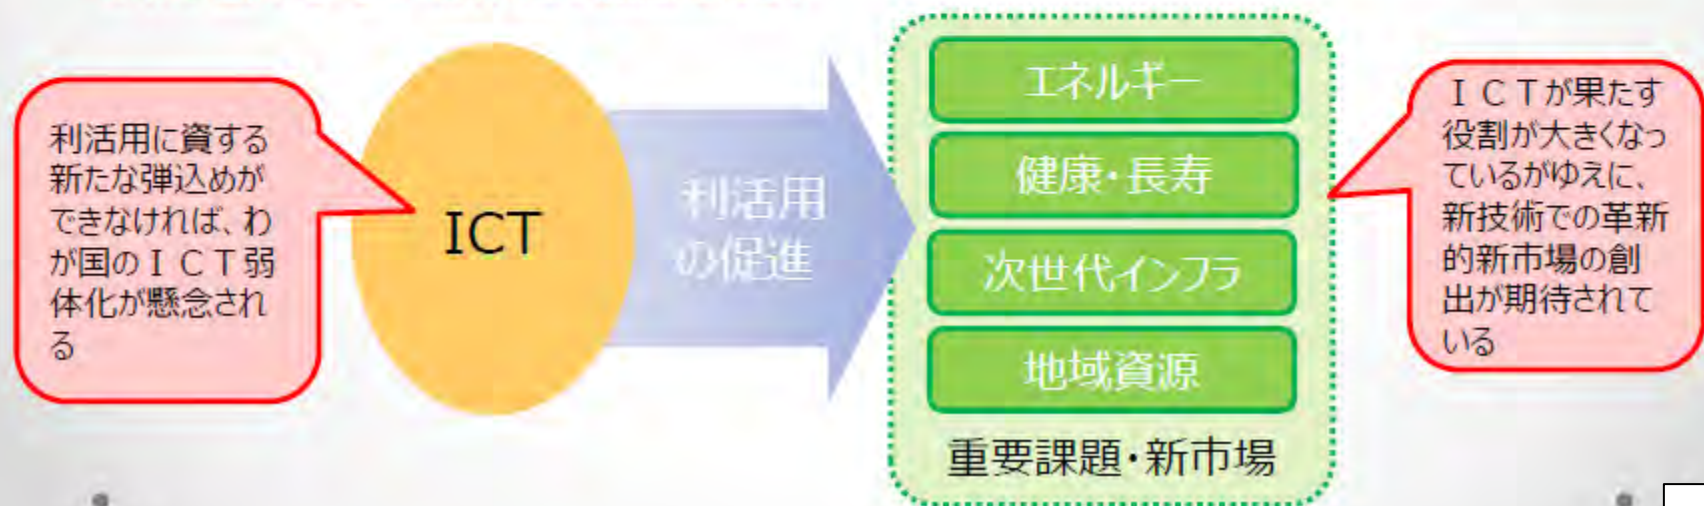 利活用に資する
新たな弾込めが
できなければ、わ
が国のＩＣＴ弱
体化が懸念され
る
ICT
利活用
の促進
エネルギー
健康・長寿
次世代インフラ
地域資源
重要課題・新市場
ＩＣＴが果たす
役割が大きくなっ
ているがゆえに、
新技術での革新
的新市場の創
出が期待されて
いる